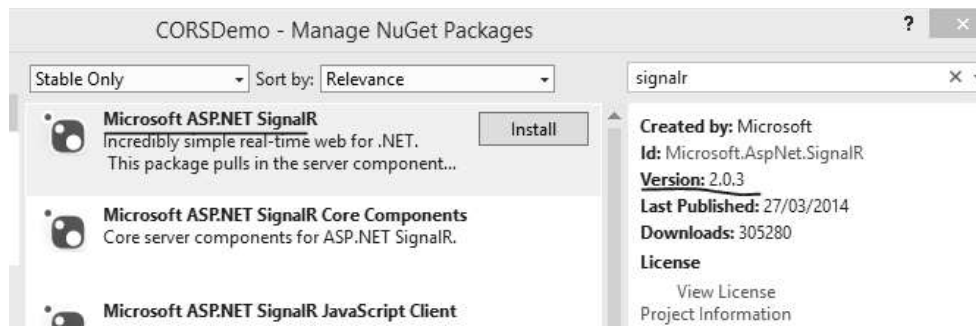 CORSDemo - Manage NuGet Packages
?
×
Stable Only
Sort by: Relevance
signalr
×
Microsoft ASP.NET SignalR
Incredibly simple real-time web for .NET.
This package pulls in the server component...
Install
Microsoft ASP.NET SignalR Core Components
Core server components for ASP.NET SignalR.
Microsoft ASP.NET SignalR JavaScript Client
Created by: Microsoft
Id: Microsoft.AspNet.SignalR
Version: 2.0.3
Last Published: 27/03/2014
Downloads: 305280
License
View License
Project Information